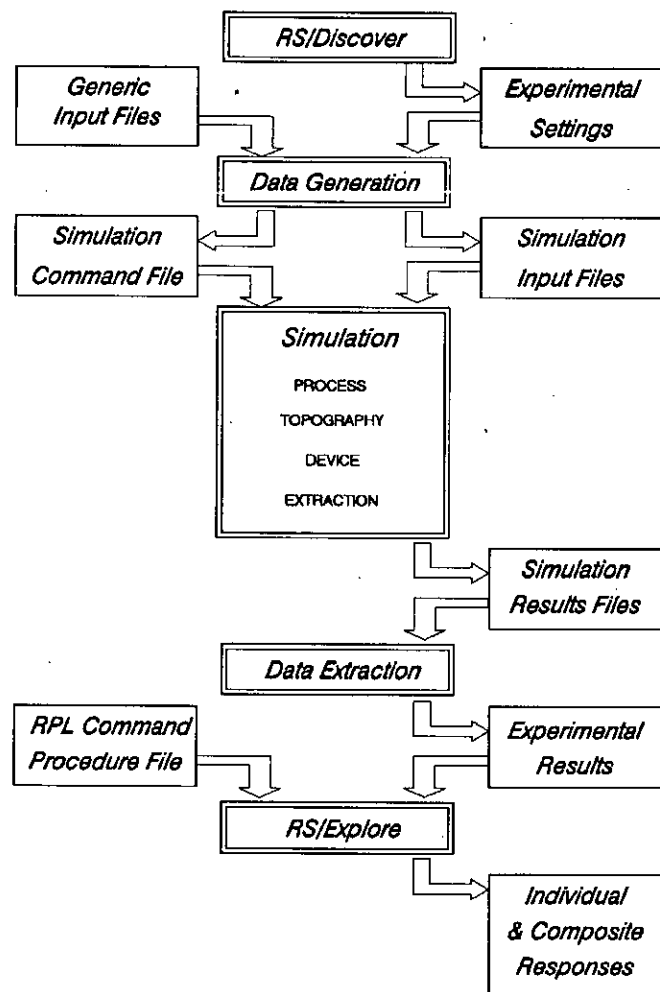 RS/Discover
Generic
Input Files
Experimental
Settings
Data Generation
Simulation
Command File
Simulation
Input Files
Simulation
PROCESS
TOPOGRAPHY
DEVICE
EXTRACTION
Simulation
Results Files
Data Extraction
RPL Command
Procedure File
Experimental
Results
RS/Explore
Individual
& Composite
Responses